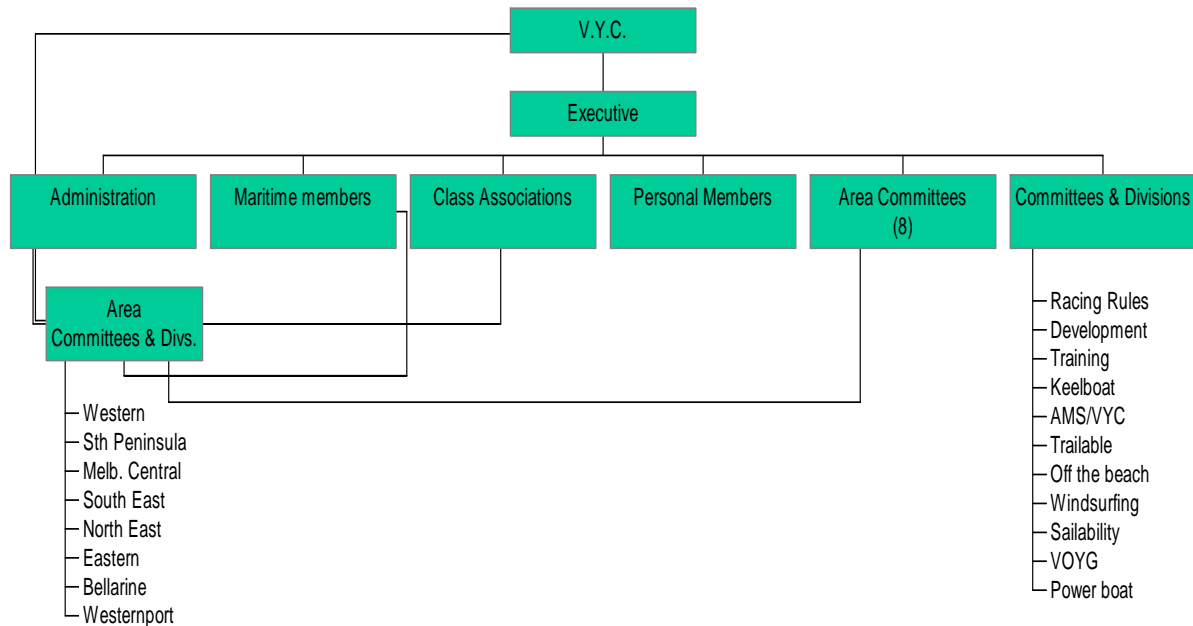 V.Y.C.
Executive
Administration
Maritime members
Class Associations
Personal Members
Area Committees
(8)
Committees & Divisions
Area
Committees & Divs.
Western
Sth Peninsula
Melb. Central
South East
North East
Eastern
Bellarine
Westernport
Racing Rules
Development
Training
Keelboat
AMS/VYC
Trailable
Off the beach
Windsurfing
Sailability
VOYG
Power boat